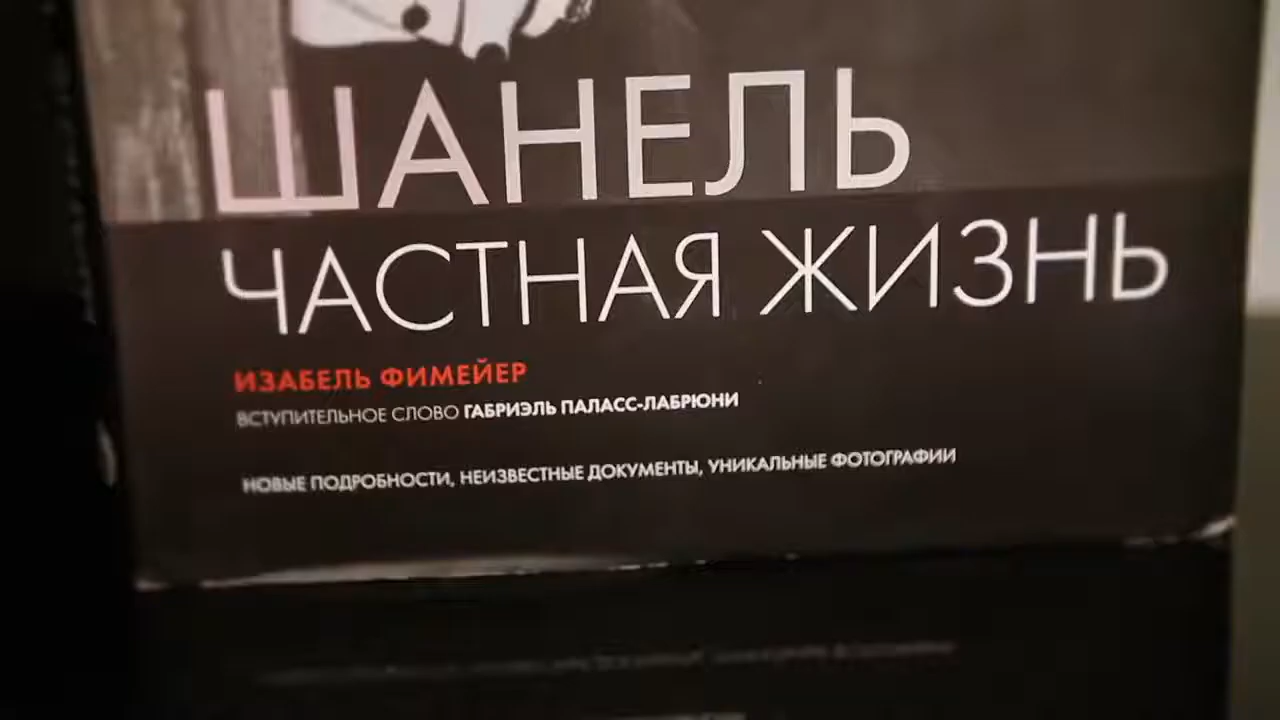 ШАНЕЛЬ
ЧАСТНАЯ ЖИЗНЬ
ИЗАБЕЛЬ ФИМЕЙЕР
ВСТУПИТЕЛЬНОЕ СЛОВО ГАБРИЭЛЬ ПАЛАСС-ЛАБРЮНИ
НОВЫЕ ПОДРОБНОСТИ, НЕИЗВЕСТНЫЕ ДОКУМЕНТЫ, УНИКАЛЬНЫЕ ФОТОГРАФИИ